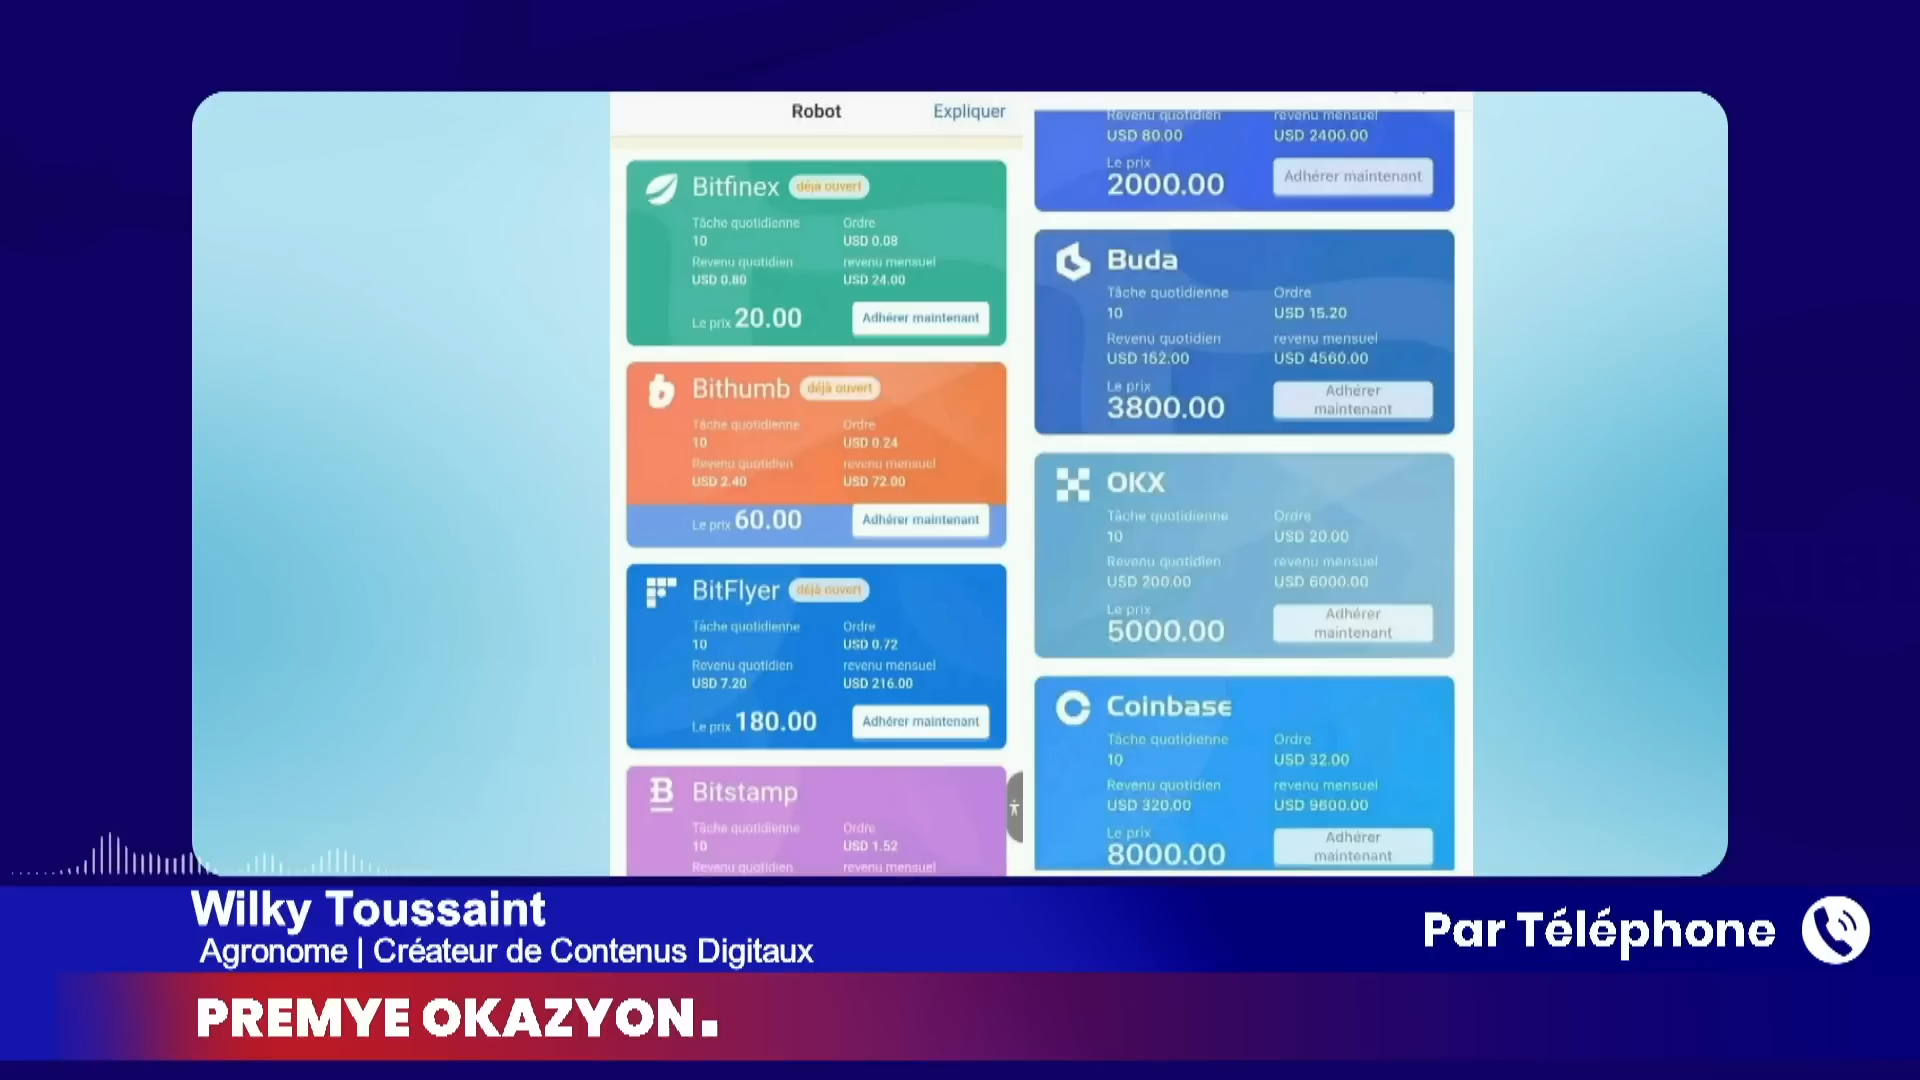 Robot
Expliquer
Bitfinex déja ouvert
Tâche quotidienne Ordre
10 USD 0.08
Revenu quotidien revenu mensuel
USD 0.80 USD 24.00
Le prix 20.00 Adhérer maintenant
Bithumb déjà ouvert
Tâche quotidienne Ordre
10 USD 0.24
Revenu quotidien revenu mensuel
USD 2.40 USD 72.00
Le prix 60.00 Adhérer maintenant
BitFlyer déjà ouvert
Tâche quotidienne Ordre
10 USD 0.72
Revenu quotidien revenu mensuel
USD 7.20 USD 216.00
Le prix 180.00 Adhérer maintenant
Bitstamp
Tâche quotidienne Ordre
10 USD 1.52
Revenu quotidien revenu mensuel
Revenu quotidien revenu mensuel
USD 80.00 USD 2400.00
Le prix
2000.00 Adhérer maintenant
Buda
Tâche quotidienne Ordre
10 USD 15.20
Revenu quotidien revenu mensuel
USD 152.00 USD 4560.00
Le prix
3800.00 Adhérer
maintenant
OKX
Tâche quotidienne Ordre
10 USD 20.00
Revenu quotidien revenu mensuel
USD 200.00 USD 6000.00
Le prix
5000.00 Adhérer
maintenant
Coinbase
Tâche quotidienne Ordre
10 USD 32.00
Revenu quotidien revenu mensuel
USD 320.00 USD 9600.00
Le prix
8000.00 Adhérer
maintenant
Wilky Toussaint
Agronome | Créateur de Contenus Digitaux
Par Téléphone
PREMYE OKAZYON.